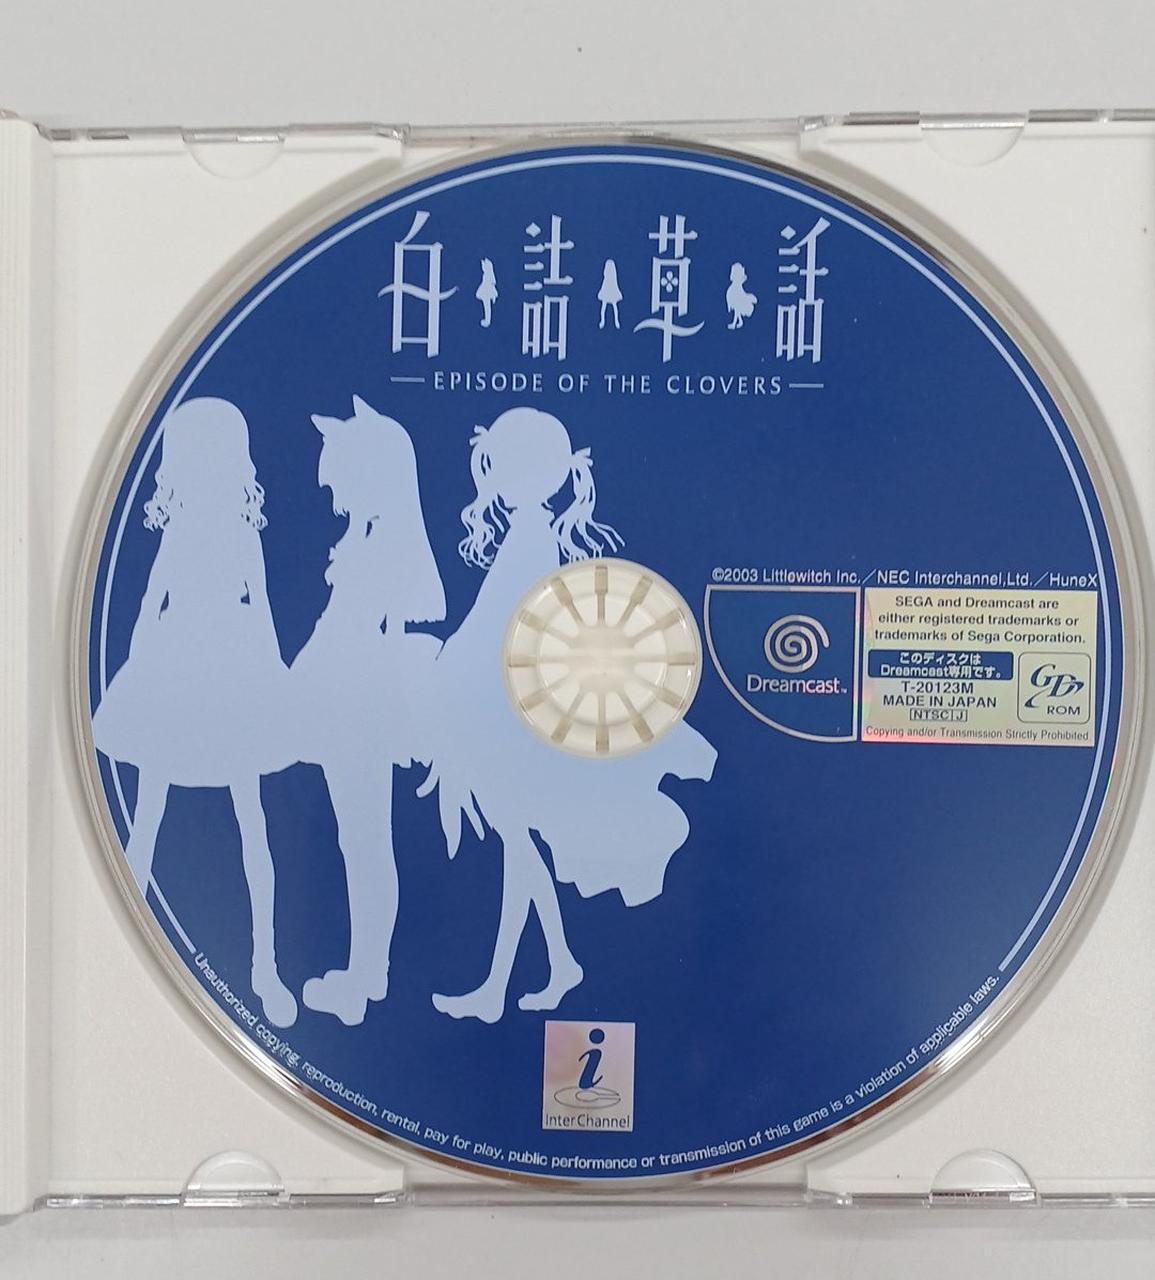 白詰草話
EPISODE OF THE CLOVERS
©2003 Littlewitch Inc.／NEC Interchannel,Ltd.／HuneX
Dreamcast™
SEGA and Dreamcast are
either registered trademarks or
trademarks of Sega Corporation.
このディスクは
Dreamcast専用です。
T-20123M
MADE IN JAPAN
NTSC J
GD
ROM
Copying and/or Transmission Strictly Prohibited.
i
InterChannel
Unauthorized copying, reproduction, rental, pay for play, public performance or transmission of this game is a violation of applicable laws.